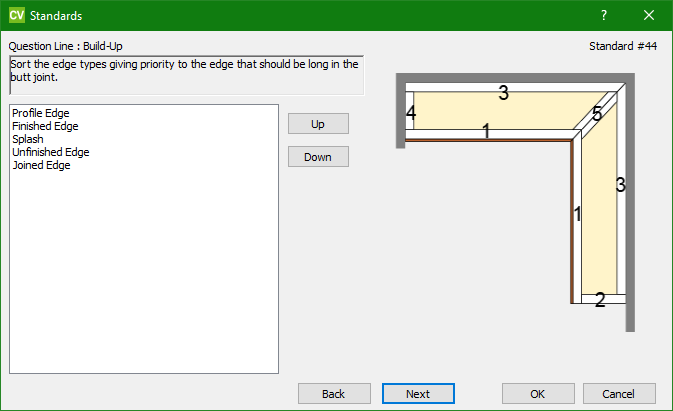 CV Standards
?
Question Line : Build-Up
Standard #44
Sort the edge types giving priority to the edge that should be long in the
butt joint.
Profile Edge
Finished Edge
Splash
Unfinished Edge
Joined Edge
Up
Down
3
4
5
1
3
1
2
Back
Next
OK
Cancel